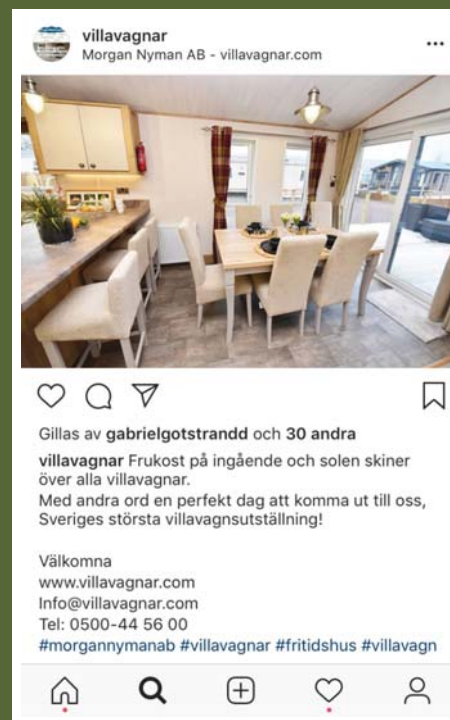 villavagnar
Morgan Nyman AB - villavagnar.com
Gillas av gabrielgotstrandd och 30 andra
villavagnar Frukost på ingående och solen skiner
över alla villavagnar.
Med andra ord en perfekt dag att komma ut till oss,
Sveriges största villavagnsutställning!
Välkomna
www.villavagnar.com
Info@villavagnar.com
Tel: 0500-44 56 00
#morgannymanab #villavagnar #fritidshus #villavagn